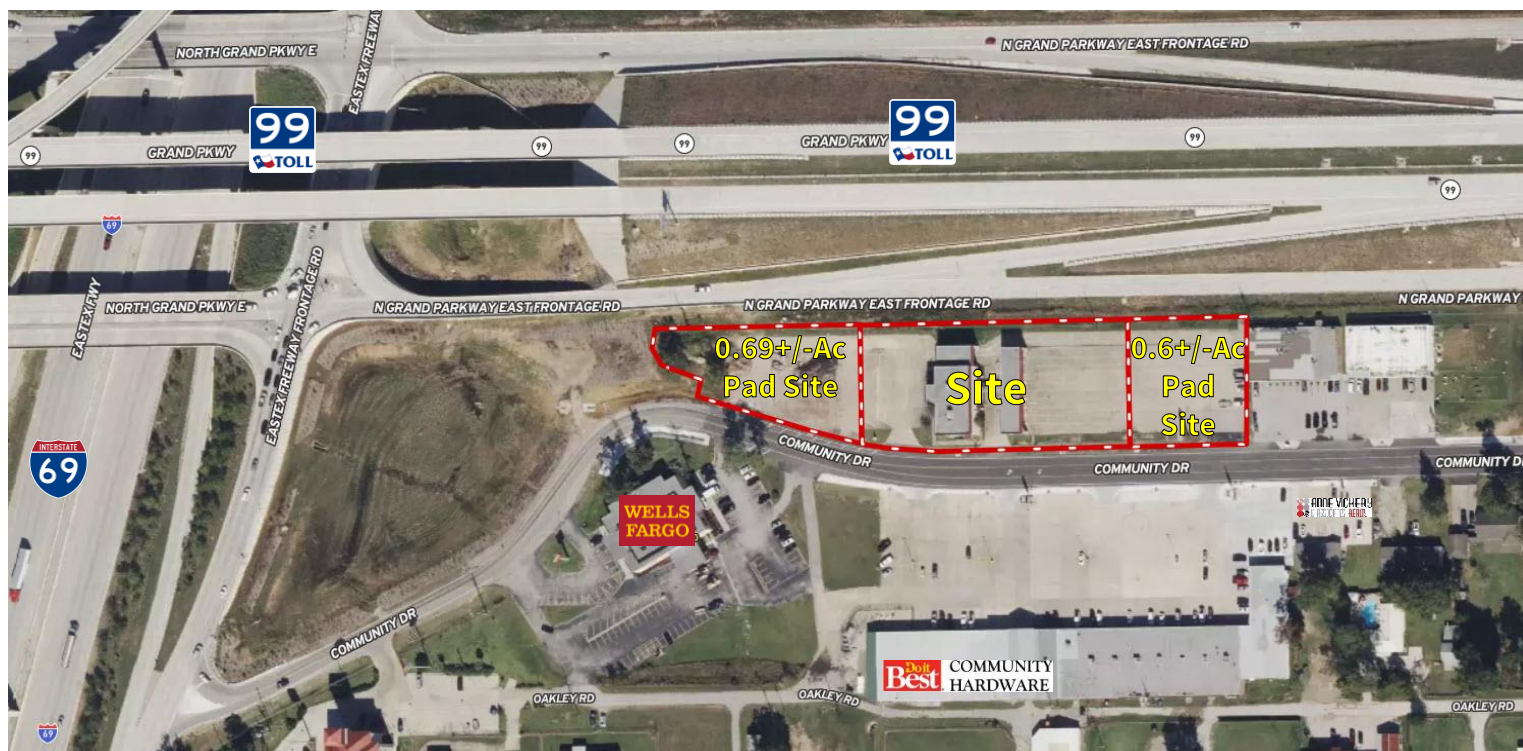 NORTH GRAND PKWY E
EASTEX FREEWAY
N GRAND PARKWAY EAST FRONTAGE RD
99
TOLL
99
TOLL
99
GRAND PKWY
99
99
GRAND PKWY
99
99
69
EASTEX FWY
NORTH GRAND PKWY E
EASTEX FREEWAY FRONTAGE RD
N GRAND PARKWAY EAST FRONTAGE RD
N GRAND PARKWAY EAST FRONTAGE RD
N GRAND PARKWAY
0.69+/-Ac
Pad Site
Site
0.6+/-Ac
Pad
Site
COMMUNITY DR
COMMUNITY DR
COMMUNITY DR
INTERSTATE
69
WELLS
FARGO
ANNE VICKERY
REALTY
COMMUNITY DR
Do it
Best
COMMUNITY
HARDWARE
OAKLEY RD
OAKLEY RD
OAKLEY RD
69